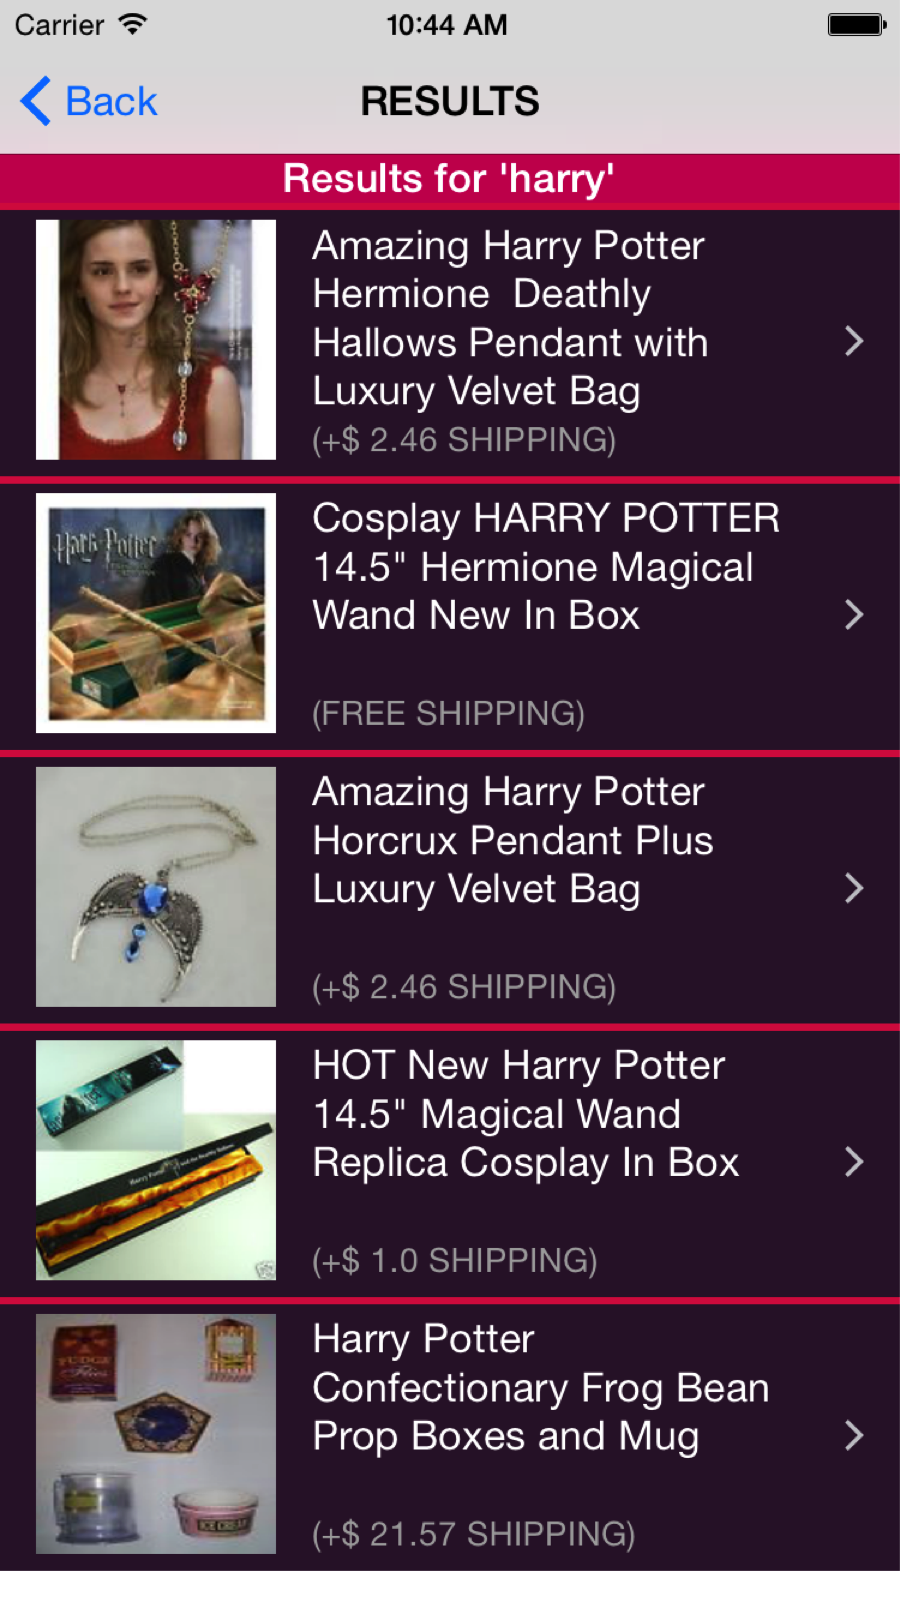 Carrier 10:44 AM
Back RESULTS
Results for 'harry'
Amazing Harry Potter
Hermione  Deathly
Hallows Pendant with
Luxury Velvet Bag
(+$ 2.46 SHIPPING)
Harry Potter
Cosplay HARRY POTTER
14.5" Hermione Magical
Wand New In Box
(FREE SHIPPING)
Amazing Harry Potter
Horcrux Pendant Plus
Luxury Velvet Bag
(+$ 2.46 SHIPPING)
HOT New Harry Potter
14.5" Magical Wand
Replica Cosplay In Box
(+$ 1.0 SHIPPING)
FUDGE
Flies
ICE CREAM
Harry Potter
Confectionary Frog Bean
Prop Boxes and Mug
(+$ 21.57 SHIPPING)